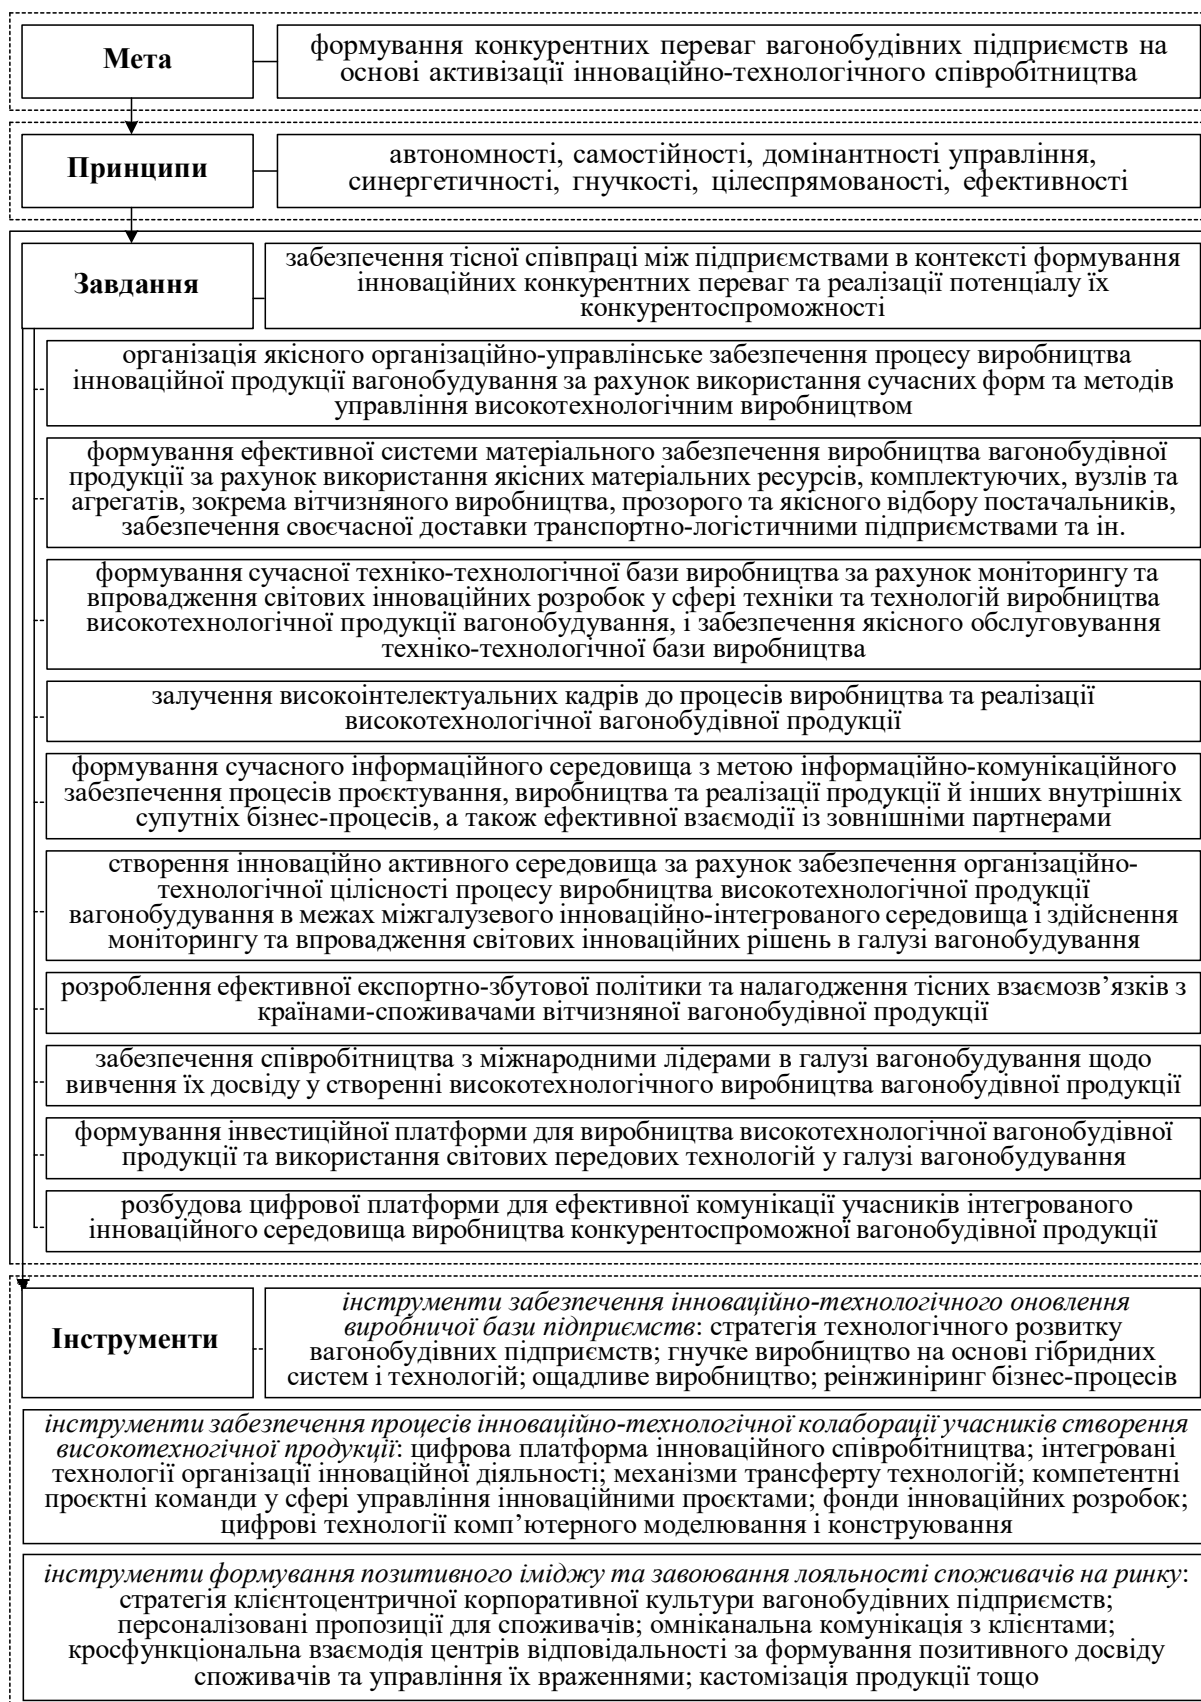 Мета
формування конкурентних переваг вагонобудівних підприємств на
основі активізації інноваційно-технологічного співробітництва
Принципи
автономності, самостійності, домінантності управління,
синергетичності, гнучкості, цілеспрямованості, ефективності
Завдання
забезпечення тісної співпраці між підприємствами в контексті формування
інноваційних конкурентних переваг та реалізації потенціалу їх
конкурентоспроможності
організація якісного організаційно-управлінське забезпечення процесу виробництва
інноваційної продукції вагонобудування за рахунок використання сучасних форм та методів
управління високотехнологічним виробництвом
формування ефективної системи матеріального забезпечення виробництва вагонобудівної
продукції за рахунок використання якісних матеріальних ресурсів, комплектуючих, вузлів та
агрегатів, зокрема вітчизняного виробництва, прозорого та якісного відбору постачальників,
забезпечення своєчасної доставки транспортно-логістичними підприємствами та ін.
формування сучасної техніко-технологічної бази виробництва за рахунок моніторингу та
впровадження світових інноваційних розробок у сфері техніки та технологій виробництва
високотехнологічної продукції вагонобудування, і забезпечення якісного обслуговування
техніко-технологічної бази виробництва
залучення високоінтелектуальних кадрів до процесів виробництва та реалізації
високотехнологічної вагонобудівної продукції
формування сучасного інформаційного середовища з метою інформаційно-комунікаційного
забезпечення процесів проєктування, виробництва та реалізації продукції й інших внутрішніх
супутніх бізнес-процесів, а також ефективної взаємодії із зовнішніми партнерами
створення інноваційно активного середовища за рахунок забезпечення організаційно-
технологічної цілісності процесу виробництва високотехнологічної продукції
вагонобудування в межах міжгалузевого інноваційно-інтегрованого середовища і здійснення
моніторингу та впровадження світових інноваційних рішень в галузі вагонобудування
розроблення ефективної експортно-збутової політики та налагодження тісних взаємозв’язків з
країнами-споживачами вітчизняної вагонобудівної продукції
забезпечення співробітництва з міжнародними лідерами в галузі вагонобудування щодо
вивчення їх досвіду у створенні високотехнологічного виробництва вагонобудівної продукції
формування інвестиційної платформи для виробництва високотехнологічної вагонобудівної
продукції та використання світових передових технологій у галузі вагонобудування
розбудова цифрової платформи для ефективної комунікації учасників інтегрованого
інноваційного середовища виробництва конкурентоспроможної вагонобудівної продукції
Інструменти
інструменти забезпечення інноваційно-технологічного оновлення
виробничої бази підприємств: стратегія технологічного розвитку
вагонобудівних підприємств; гнучке виробництво на основі гібридних
систем і технологій; ощадливе виробництво; реінжиніринг бізнес-процесів
інструменти забезпечення процесів інноваційно-технологічної колаборації учасників створення
високотехногічної продукції: цифрова платформа інноваційного співробітництва; інтегровані
технології організації інноваційної діяльності; механізми трансферту технологій; компетентні
проєктні команди у сфері управління інноваційними проєктами; фонди інноваційних розробок;
цифрові технології комп’ютерного моделювання і конструювання
інструменти формування позитивного іміджу та завоювання лояльності споживачів на ринку:
стратегія клієнтоцентричної корпоративної культури вагонобудівних підприємств;
персоналізовані пропозиції для споживачів; омніканальна комунікація з клієнтами;
кросфункціональна взаємодія центрів відповідальності за формування позитивного досвіду
споживачів та управління їх враженнями; кастомізація продукції тощо